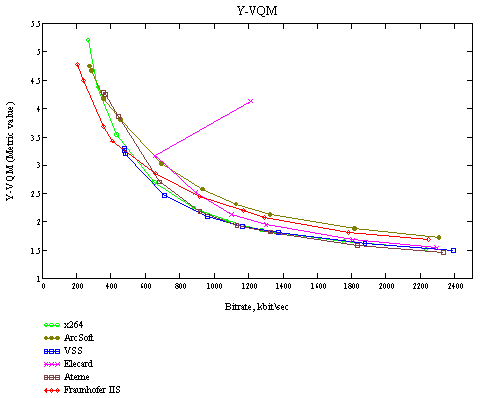 Y-VQM
5.5
5
4.5
4
3.5
3
2.5
2
1.5
1
Y-VQM (Metric value)
0 200 400 600 800 1000 1200 1400 1600 1800 2000 2200 2400
Bitrate, kbit/sec
x264
ArcSoft
VSS
Elecard
Ateme
Fraunhofer IIS